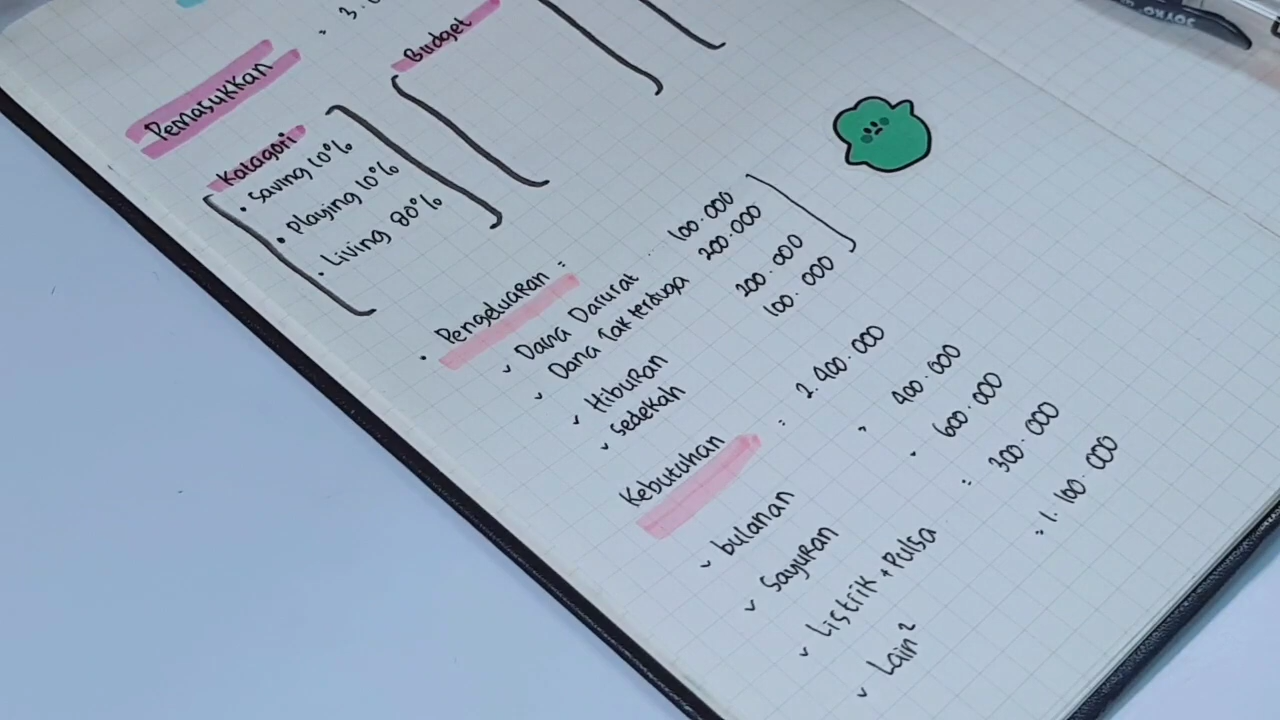 Pemasukkan = 3.
Katagori
• Saving 10%
• Playing 10%
• Living 80%
Budget
• Pengeluaran =
✓ Dana Darurat 100.000
✓ Dana Tak terduga 200.000
✓ Hiburan 200.000
✓ Sedekah 100.000
Kebutuhan = 2.400.000
✓ bulanan = 400.000
✓ Sayuran = 600.000
✓ Listrik + Pulsa = 300.000
✓ Lain² = 1.100.000